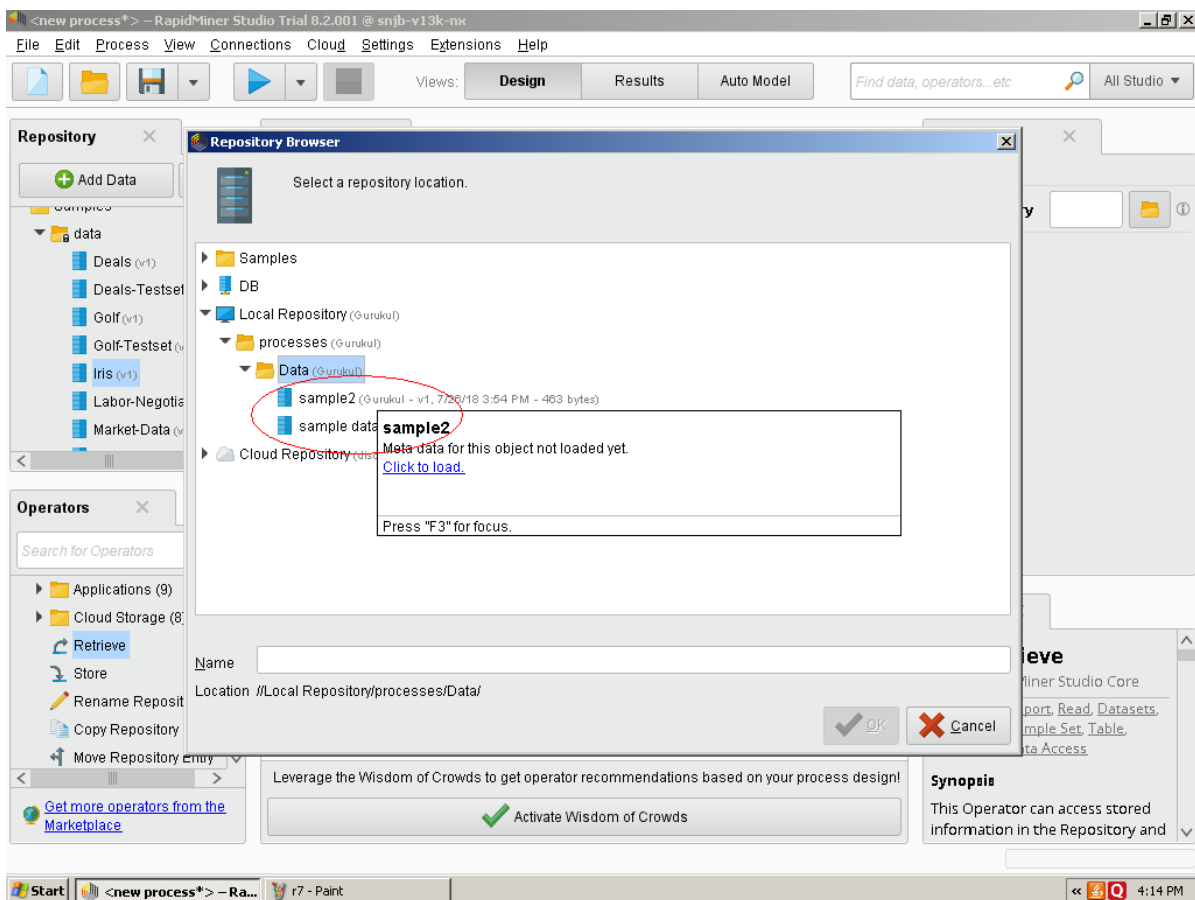 <new process*> – RapidMiner Studio Trial 8.2.001 @ snjb-v13k-nx
File Edit Process View Connections Cloud Settings Extensions Help
Views: Design Results Auto Model Find data, operators...etc All Studio
Repository
Add Data
Samples
data
Deals (v1)
Deals-Testset
Golf (v1)
Golf-Testset
Iris (v1)
Labor-Negotia
Market-Data
Repository Browser
Select a repository location.
Samples
DB
Local Repository (Gurukul)
processes (Gurukul)
Data (Gurukul)
sample2 (Gurukul - v1, 7/26/18 3:54 PM - 463 bytes)
sample data
Cloud Repository (disc
sample2
Meta data for this object not loaded yet.
Click to load.
Press "F3" for focus.
Name
Location //Local Repository/processes/Data/
OK Cancel
y
Operators
Search for Operators
Applications (9)
Cloud Storage (8)
Retrieve
Store
Rename Reposit
Copy Repository
Move Repository Entry
Get more operators from the
Marketplace
Leverage the Wisdom of Crowds to get operator recommendations based on your process design!
Activate Wisdom of Crowds
ieve
Miner Studio Core
port, Read, Datasets,
mple Set, Table,
ta Access
Synopsis
This Operator can access stored
information in the Repository and
Start <new process*> – Ra... r7 - Paint « Q 4:14 PM